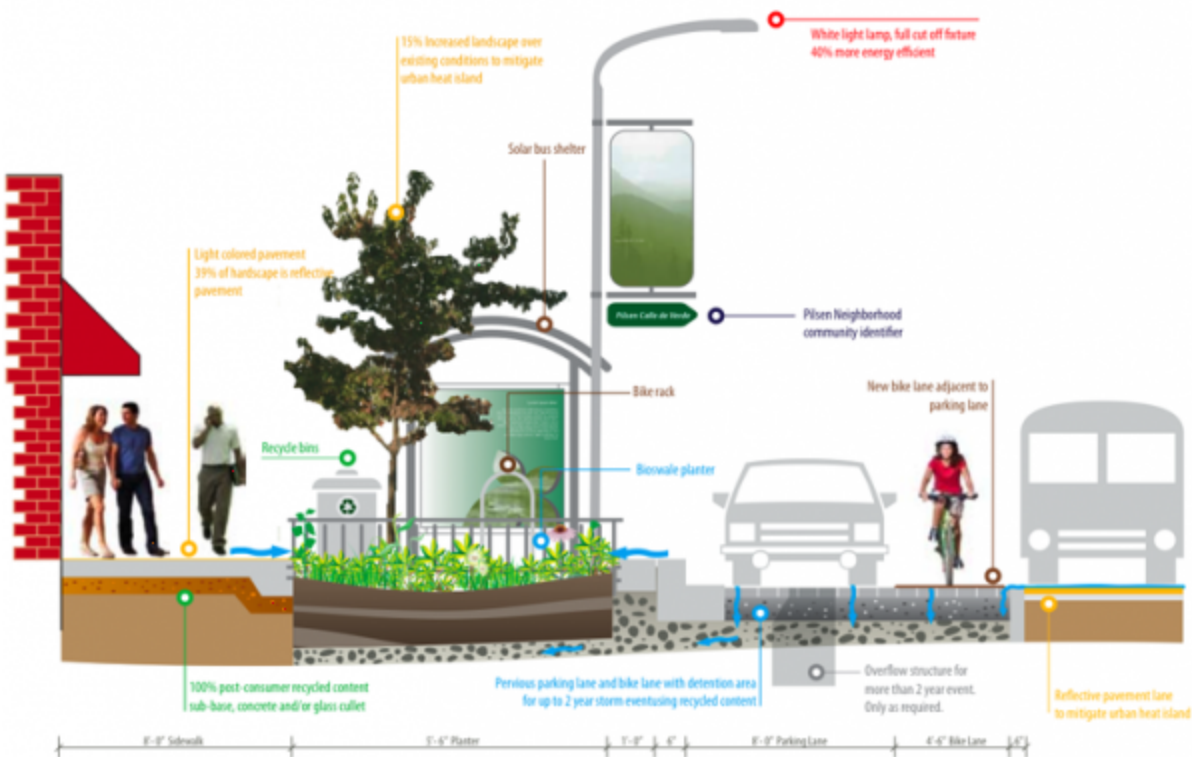 White light lamp, full cut off fixture
40% more energy efficient
15% Increased landscape over
existing conditions to mitigate
urban heat island
Solar bus shelter
Light colored pavement
39% of hardscape is reflective
pavement
Pilsen Calle de Verde
Pilsen Neighborhood
community identifier
New bike lane adjacent to
parking lane
Bike rack
Recycle bins
Bioswale planter
100% post-consumer recycled content
sub-base, concrete and/or glass cullet
Pervious parking lane and bike lane with detention area
for up to 2 year storm eventusing recycled content
Overflow structure for
more than 2 year event.
Only as required.
Reflective pavement lane
to mitigate urban heat island
8'-0" Sidewalk
5'-6" Planter
1'-0"
6"
8'-0" Parking Lane
4'-6" Bike Lane
6"